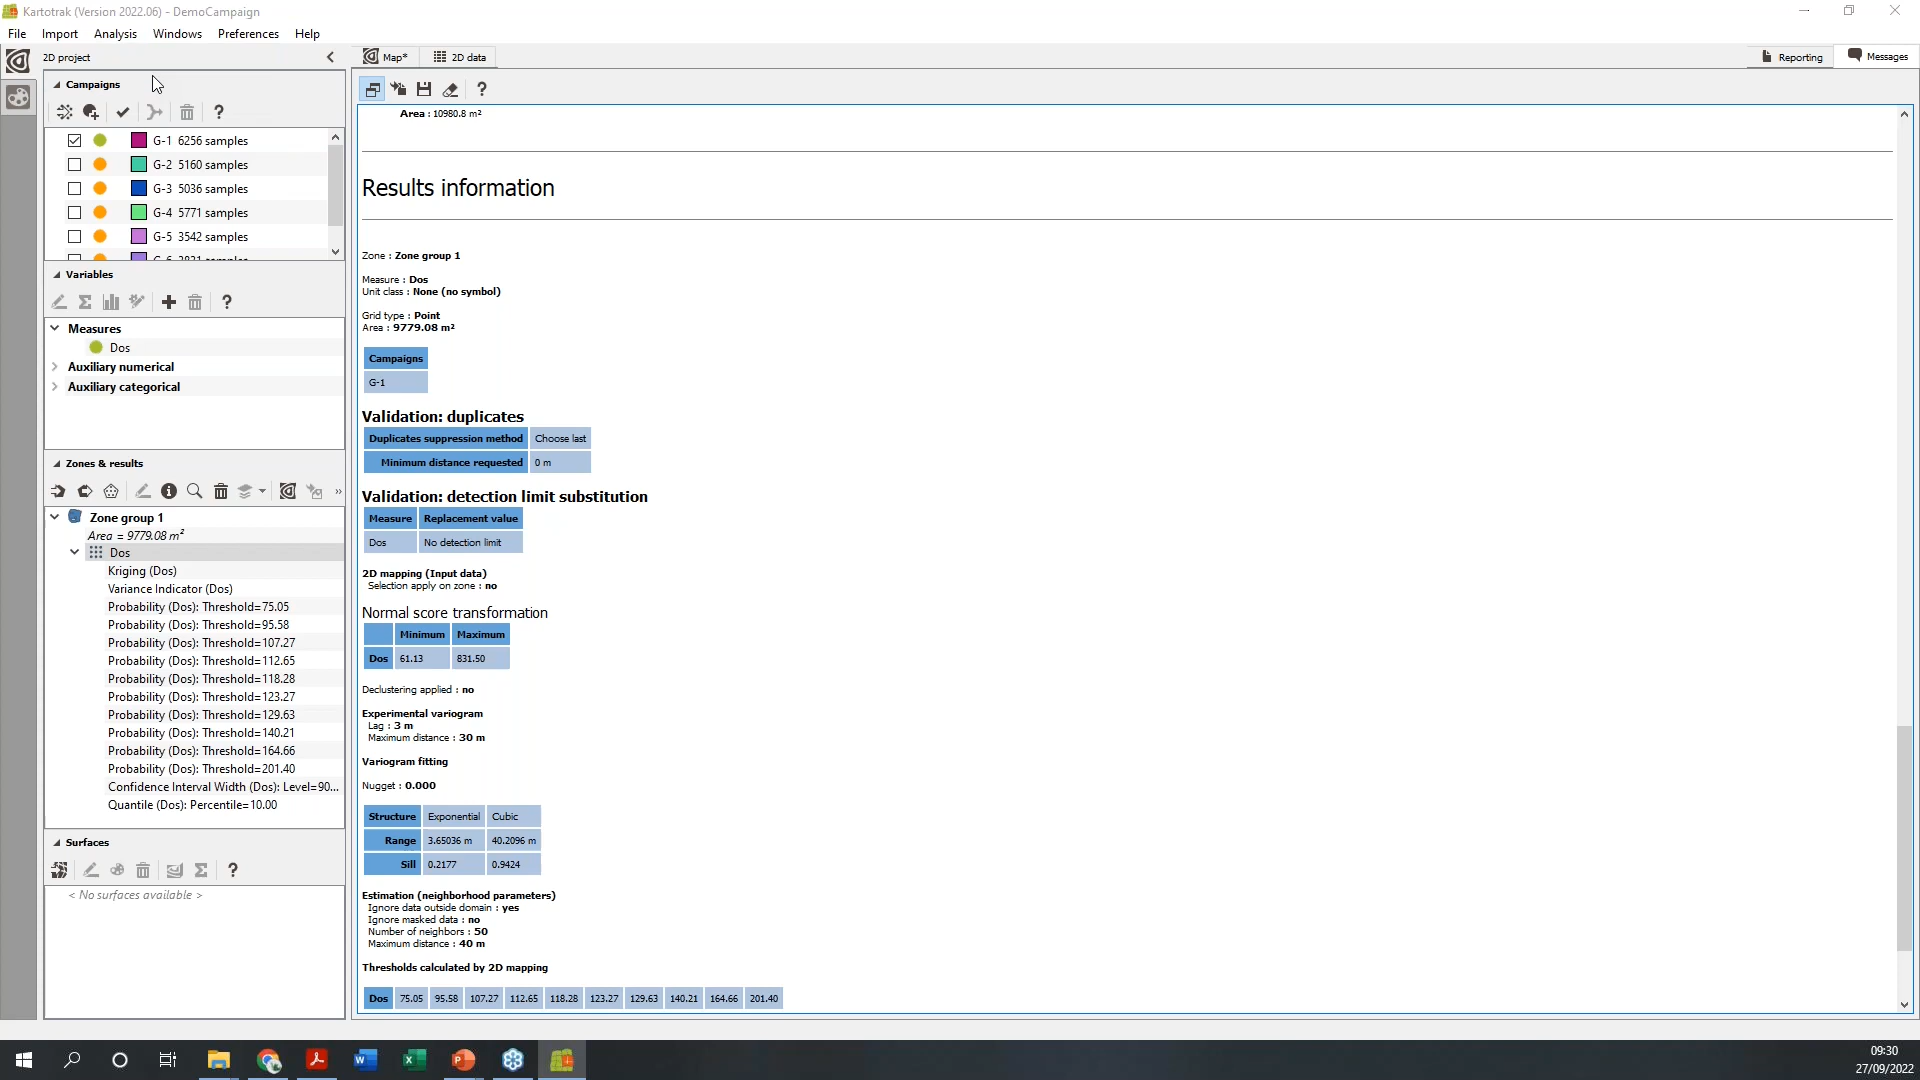 Kartotrak (Version 2022.06) - DemoCampaign
File Import Analysis Windows Preferences Help
2D project
Map* 2D data Reporting Messages
Campaigns
G-1 6256 samples
G-2 5160 samples
G-3 5036 samples
G-4 5771 samples
G-5 3542 samples
Variables
Measures
Dos
Auxiliary numerical
Auxiliary categorical
Zones & results
Zone group 1
Area = 9779.08 m²
Dos
Kriging (Dos)
Variance Indicator (Dos)
Probability (Dos): Threshold=75.05
Probability (Dos): Threshold=95.58
Probability (Dos): Threshold=107.27
Probability (Dos): Threshold=112.65
Probability (Dos): Threshold=118.28
Probability (Dos): Threshold=123.27
Probability (Dos): Threshold=129.63
Probability (Dos): Threshold=140.21
Probability (Dos): Threshold=164.66
Probability (Dos): Threshold=201.40
Confidence Interval Width (Dos): Level=90...
Quantile (Dos): Percentile=10.00
Surfaces
< No surfaces available >
Area : 10980.8 m²
Results information
Zone : Zone group 1
Measure : Dos
Unit class : None (no symbol)
Grid type : Point
Area : 9779.08 m²
Campaigns
G-1
Validation: duplicates
Duplicates suppression method Choose last
Minimum distance requested 0 m
Validation: detection limit substitution
Measure Replacement value
Dos No detection limit
2D mapping (Input data)
Selection apply on zone : no
Normal score transformation
Minimum Maximum
Dos 61.13 831.50
Declustering applied : no
Experimental variogram
Lag : 3 m
Maximum distance : 30 m
Variogram fitting
Nugget : 0.000
Structure Exponential Cubic
Range 3.65036 m 40.2096 m
Sill 0.2177 0.9424
Estimation (neighborhood parameters)
Ignore data outside domain : yes
Ignore masked data : no
Number of neighbors : 50
Maximum distance : 40 m
Thresholds calculated by 2D mapping
Dos 75.05 95.58 107.27 112.65 118.28 123.27 129.63 140.21 164.66 201.40
09:30
27/09/2022